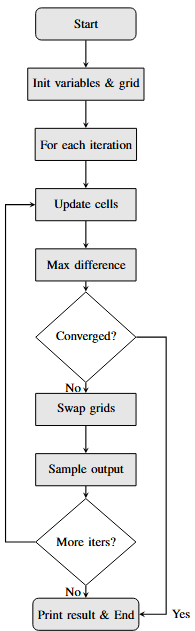 Start
Init variables & grid
For each iteration
Update cells
Max difference
Converged?
No
Swap grids
Sample output
More iters?
No
Yes
Print result & End